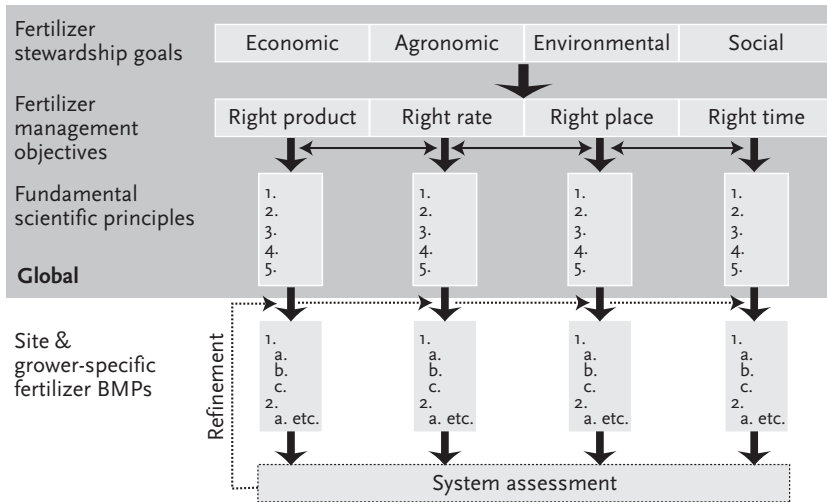 Fertilizer
stewardship goals
Economic
Agronomic
Environmental
Social
Fertilizer
management
objectives
Right product
Right rate
Right place
Right time
Fundamental
scientific principles
1.
2.
3.
4.
5.
1.
2.
3.
4.
5.
1.
2.
3.
4.
5.
1.
2.
3.
4.
5.
Global
Site &
grower-specific
fertilizer BMPs
Refinement
1.
a.
b.
c.
2.
a. etc.
1.
a.
b.
c.
2.
a. etc.
1.
a.
b.
c.
2.
a. etc.
1.
a.
b.
c.
2.
a. etc.
System assessment